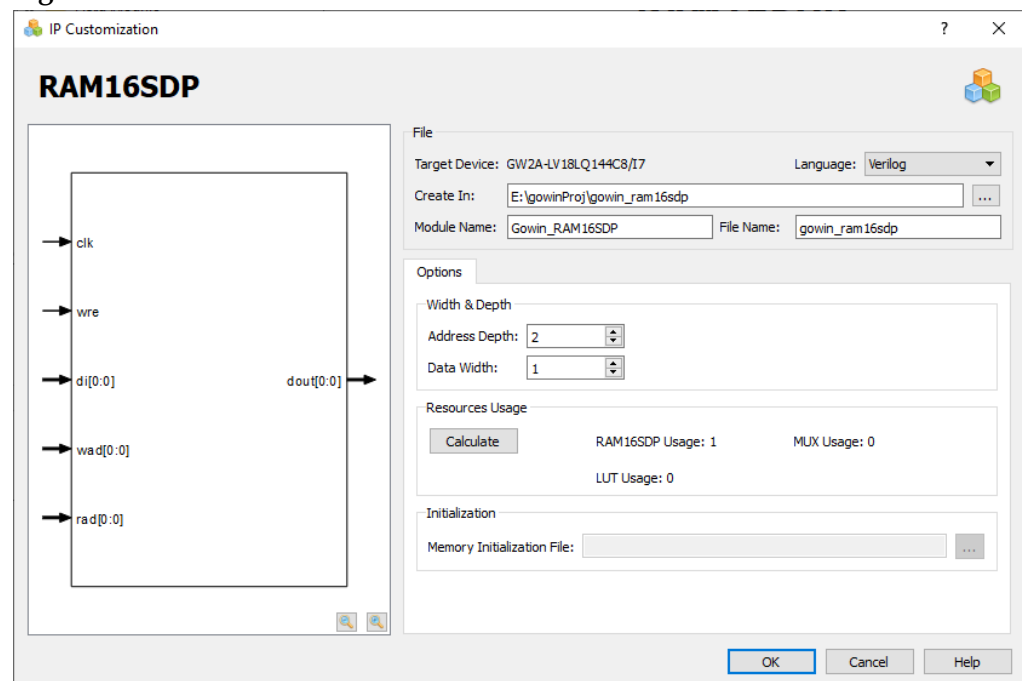 IP Customization
?
RAM16SDP
clk
wre
di[0:0]
dout[0:0]
wad[0:0]
rad[0:0]
File
Target Device: GW2A-LV18LQ144C8/I7 Language: Verilog
Create In: E:\gowinProj\gowin_ram16sdp ...
Module Name: Gowin_RAM16SDP File Name: gowin_ram16sdp
Options
Width & Depth
Address Depth: 2
Data Width: 1
Resources Usage
Calculate RAM16SDP Usage: 1 MUX Usage: 0
LUT Usage: 0
Initialization
Memory Initialization File: ...
OK Cancel Help